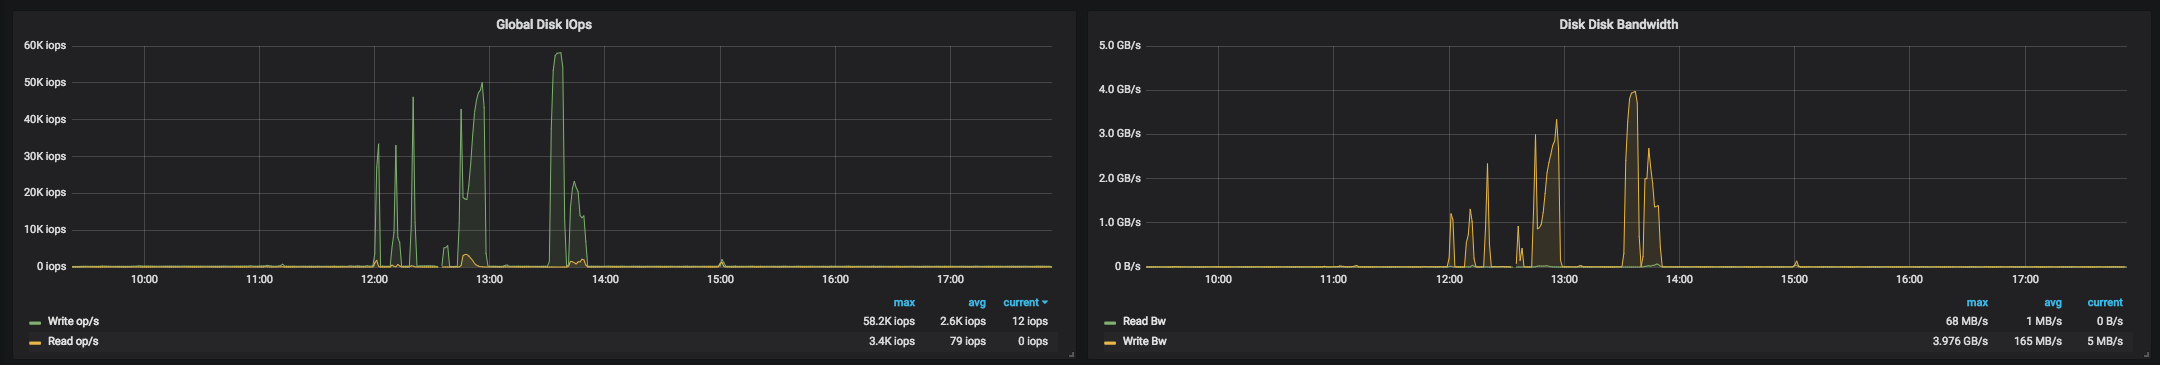 Global Disk IOps
60K iops
50K iops
40K iops
30K iops
20K iops
10K iops
0 iops
10:00 11:00 12:00 13:00 14:00 15:00 16:00 17:00
max avg current
Write op/s 58.2K iops 2.6K iops 12 iops
Read op/s 3.4K iops 79 iops 0 iops
Disk Disk Bandwidth
5.0 GB/s
4.0 GB/s
3.0 GB/s
2.0 GB/s
1.0 GB/s
0 B/s
10:00 11:00 12:00 13:00 14:00 15:00 16:00 17:00
max avg current
Read Bw 68 MB/s 1 MB/s 0 B/s
Write Bw 3.976 GB/s 165 MB/s 5 MB/s